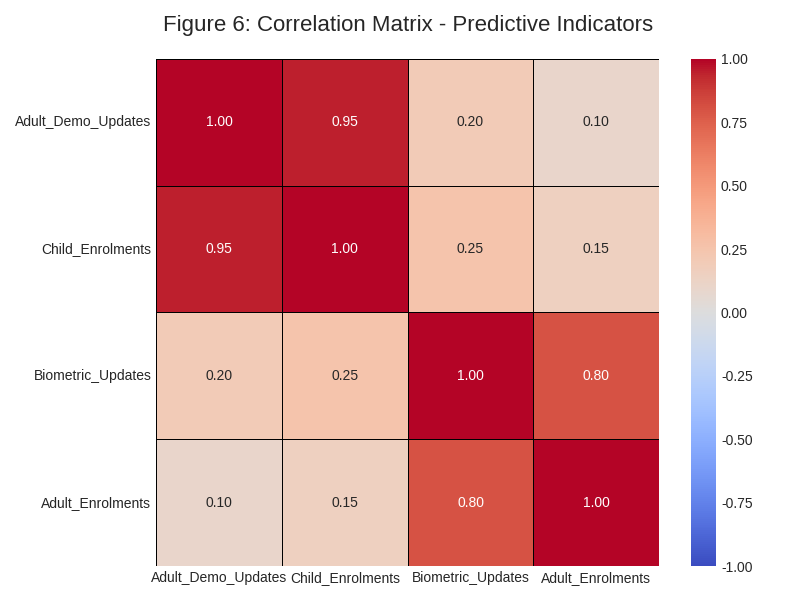 Figure 6: Correlation Matrix - Predictive Indicators
Adult_Demo_Updates 1.00 0.95 0.20 0.10
Child_Enrolments 0.95 1.00 0.25 0.15
Biometric_Updates 0.20 0.25 1.00 0.80
Adult_Enrolments 0.10 0.15 0.80 1.00
Adult_Demo_Updates Child_Enrolments Biometric_Updates Adult_Enrolments
1.00
0.75
0.50
0.25
0.00
-0.25
-0.50
-0.75
-1.00